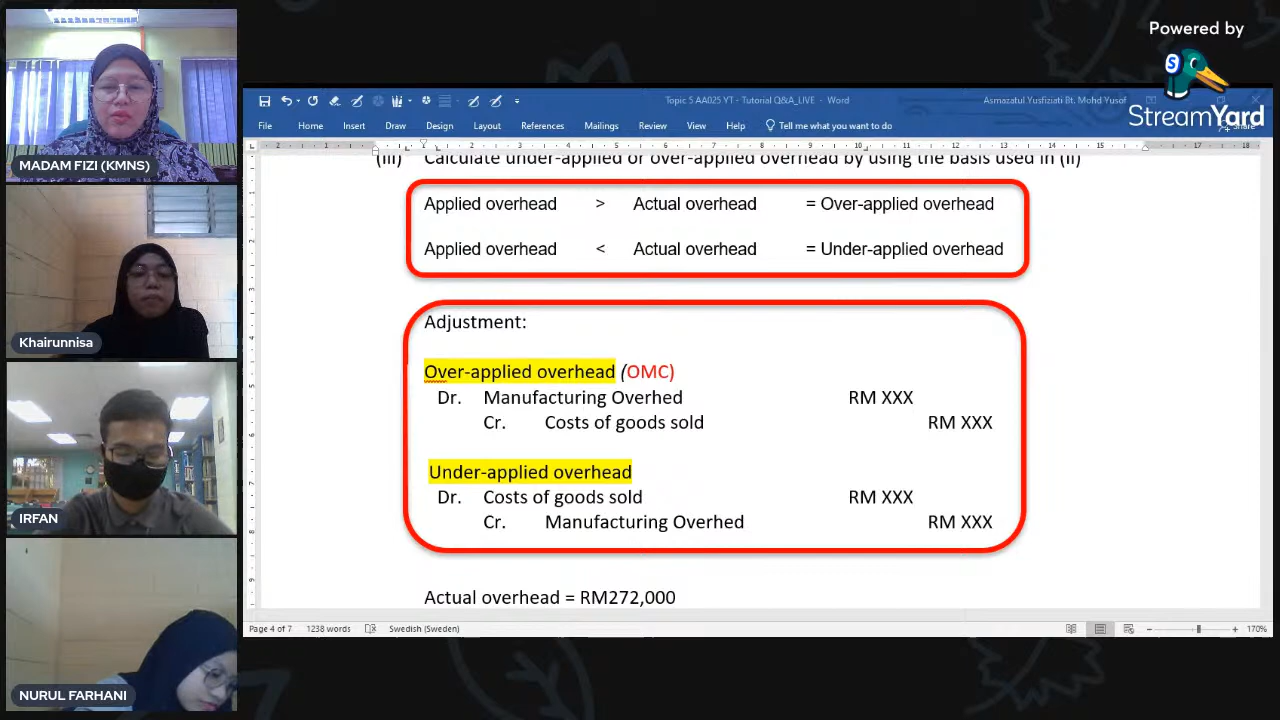 Powered by
S
StreamYard
MADAM FIZI (KMNS)
Khairunnisa
IRFAN
NURUL FARHANI
Topic 5 AA025 YT - Tutorial Q&A_LIVE - Word
Asmazatul Yusfiziati Bt. Mohd Yusof
File Home Insert Draw Design Layout References Mailings Review View Help Tell me what you want to do
Share
(iii) Calculate under-applied or over-applied overhead by using the basis used in (ii)
Applied overhead > Actual overhead = Over-applied overhead
Applied overhead < Actual overhead = Under-applied overhead
Adjustment:
Over-applied overhead (OMC)
Dr. Manufacturing Overhed RM XXX
Cr. Costs of goods sold RM XXX
Under-applied overhead
Dr. Costs of goods sold RM XXX
Cr. Manufacturing Overhed RM XXX
Actual overhead = RM272,000
Page 4 of 7 1238 words Swedish (Sweden) 170%